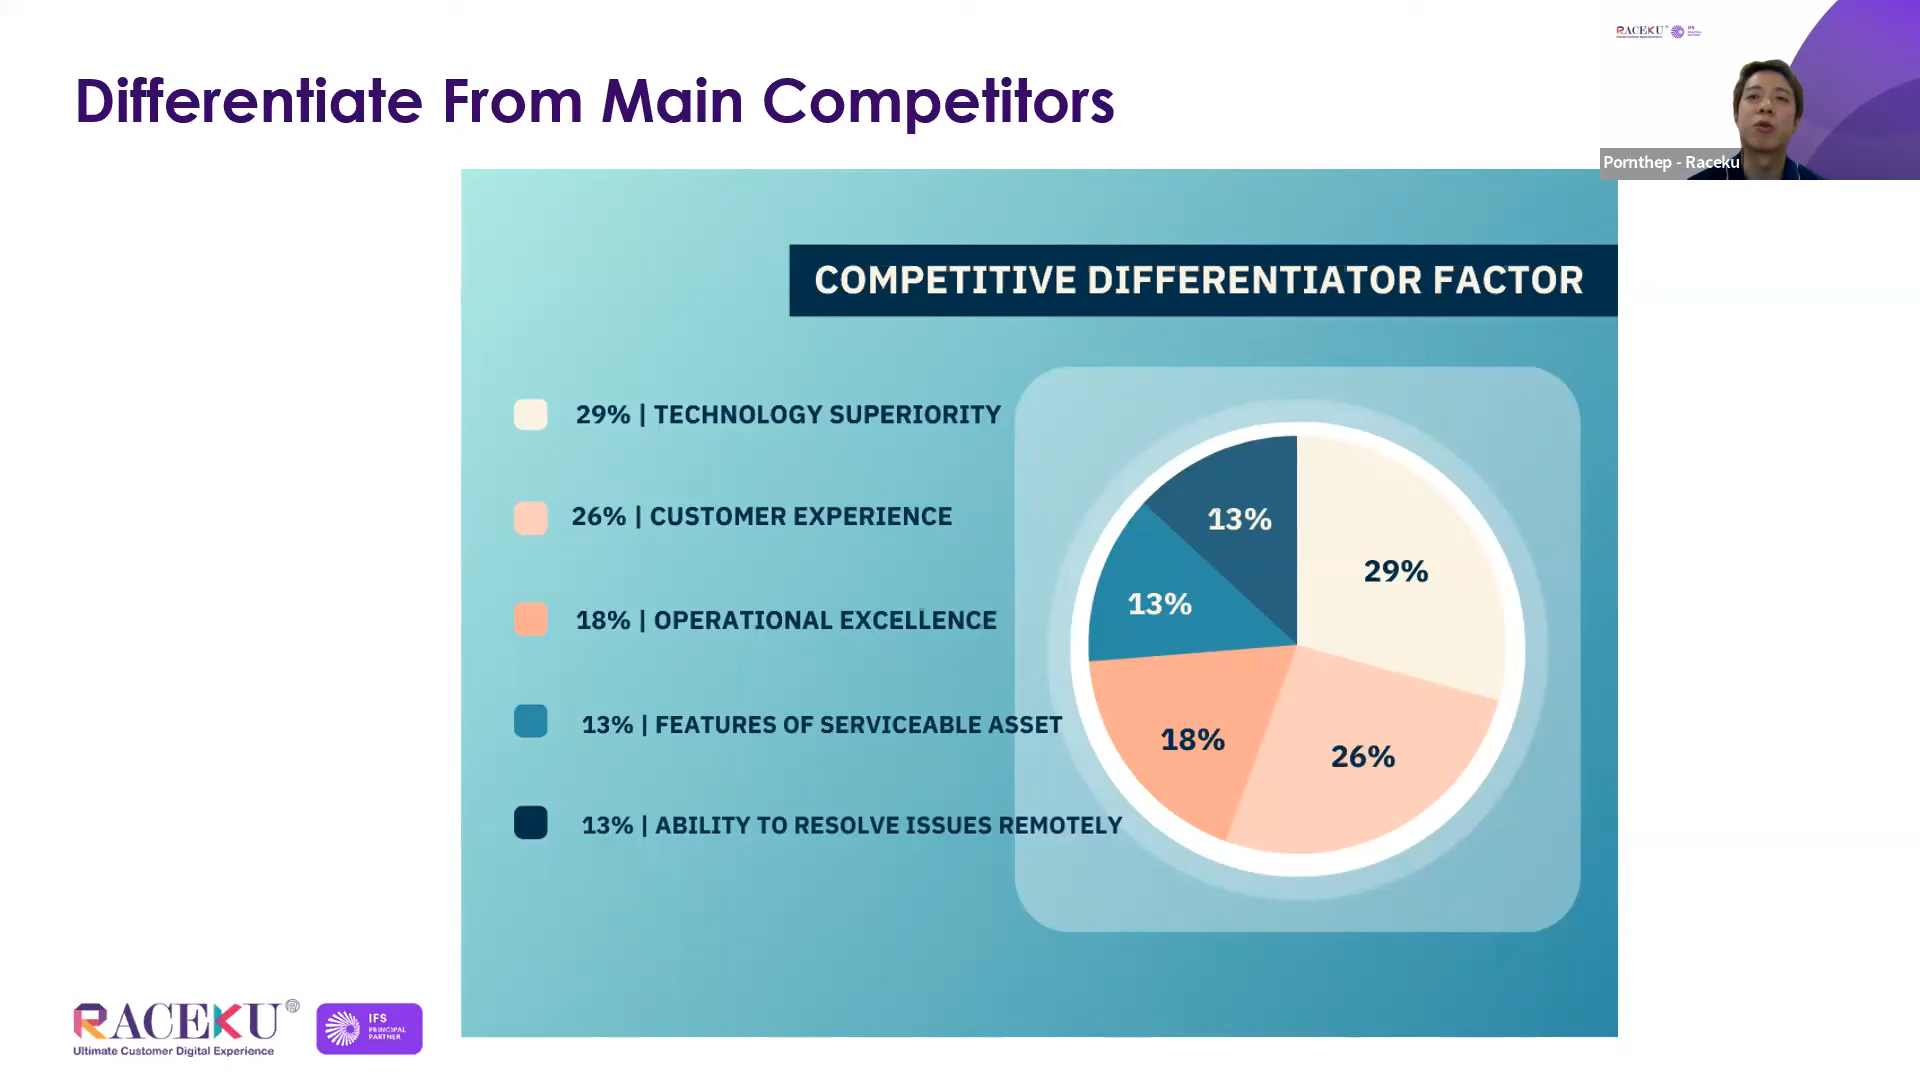 Differentiate From Main Competitors
RACEKU
Pornthep - Raceku
COMPETITIVE DIFFERENTIATOR FACTOR
29% | TECHNOLOGY SUPERIORITY
26% | CUSTOMER EXPERIENCE
18% | OPERATIONAL EXCELLENCE
13% | FEATURES OF SERVICEABLE ASSET
13% | ABILITY TO RESOLVE ISSUES REMOTELY
13%
29%
13%
18%
26%
RACEKU®
Ultimate Customer Digital Experience
IFS
PRINCIPAL
PARTNER